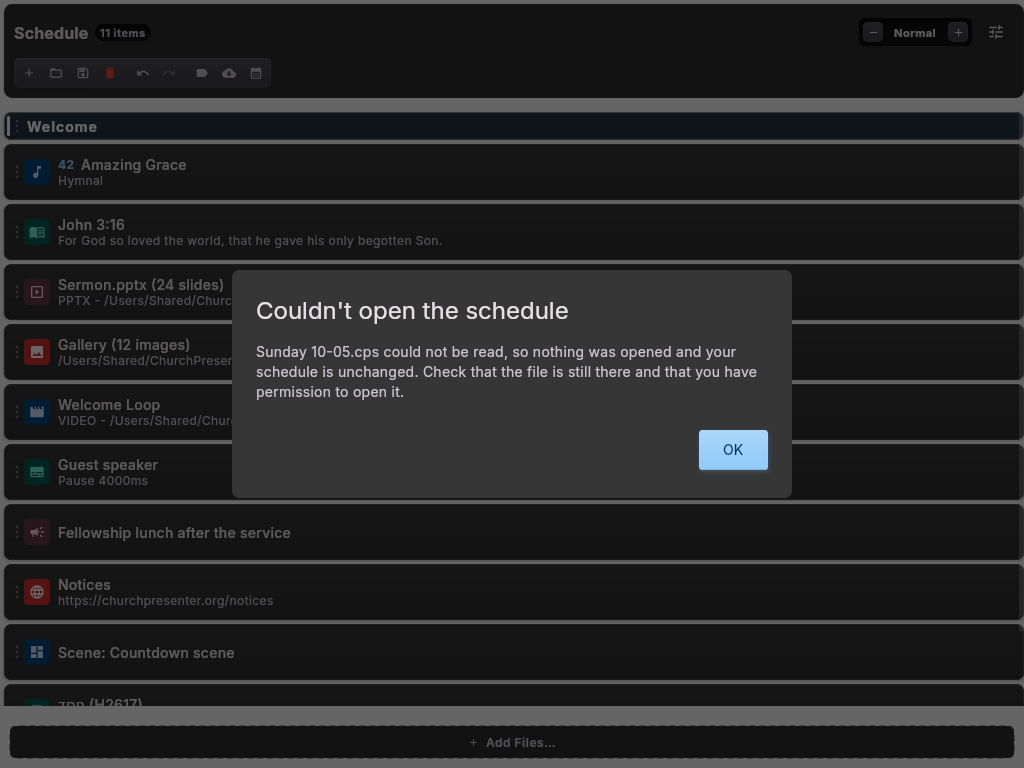 Schedule 11 items
Normal
Welcome
42 Amazing Grace
Hymnal
John 3:16
For God so loved the world, that he gave his only begotten Son.
Sermon.pptx (24 slides)
PPTX - /Users/Shared/Churc
Gallery (12 images)
/Users/Shared/ChurchPresen
Welcome Loop
VIDEO - /Users/Shared/Chur
Guest speaker
Pause 4000ms
Couldn't open the schedule
Sunday 10-05.cps could not be read, so nothing was opened and your
schedule is unchanged. Check that the file is still there and that you have
permission to open it.
OK
Fellowship lunch after the service
Notices
https://churchpresenter.org/notices
Scene: Countdown scene
(H2617)
+ Add Files...